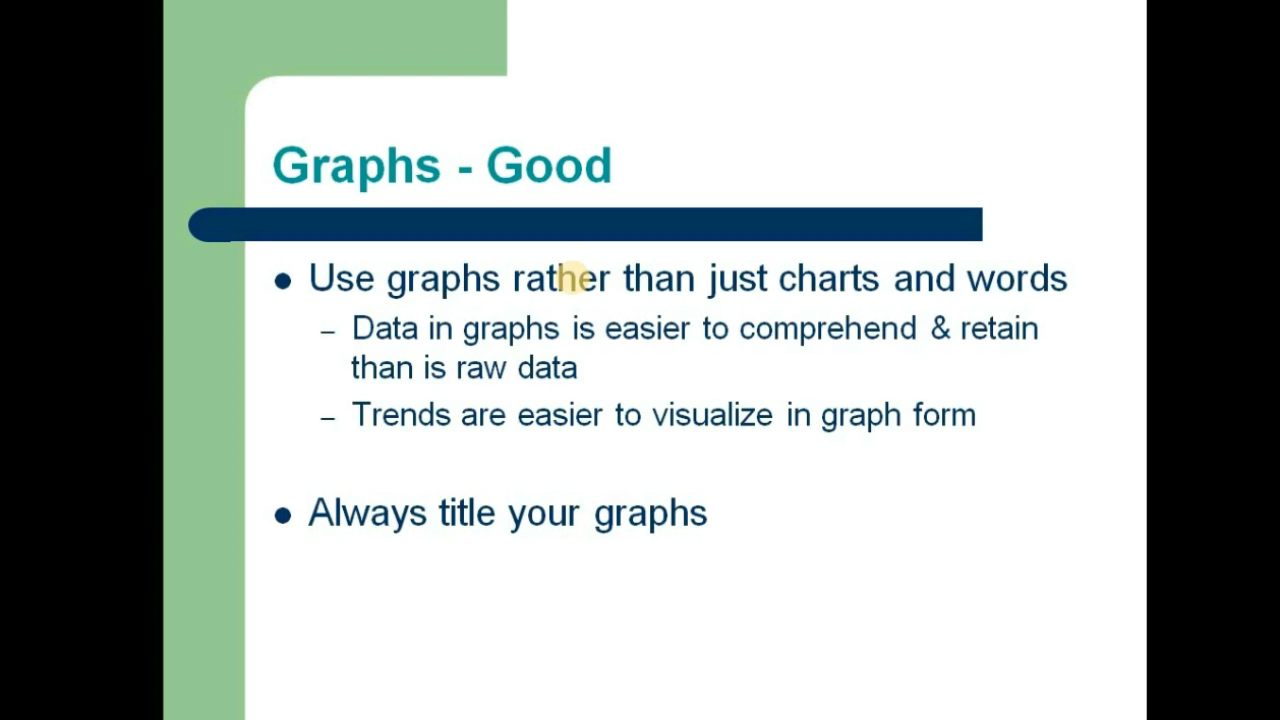 Graphs - Good
● Use graphs rather than just charts and words
– Data in graphs is easier to comprehend & retain
than is raw data
– Trends are easier to visualize in graph form
● Always title your graphs